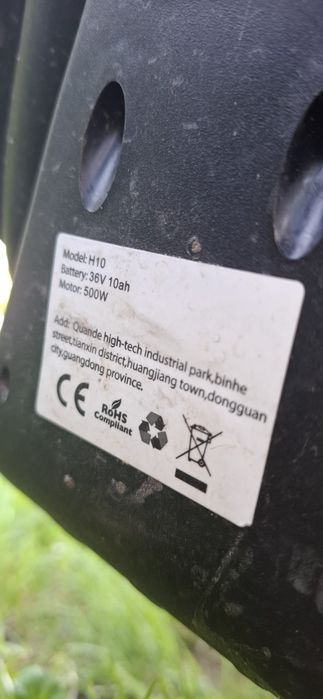 Model: H10
Battery: 36V 10ah
Motor: 500W
Add: Quande high-tech industrial park,binhe
street,tianxin district,huangjiang town,dongguan
city,guangdong province.
CE
RoHS
Compliant